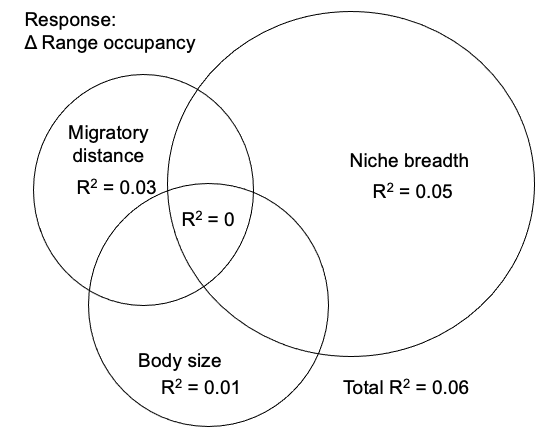 Response:
Δ Range occupancy
Migratory
distance
R² = 0.03
Niche breadth
R² = 0.05
R² = 0
Body size
R² = 0.01
Total R² = 0.06